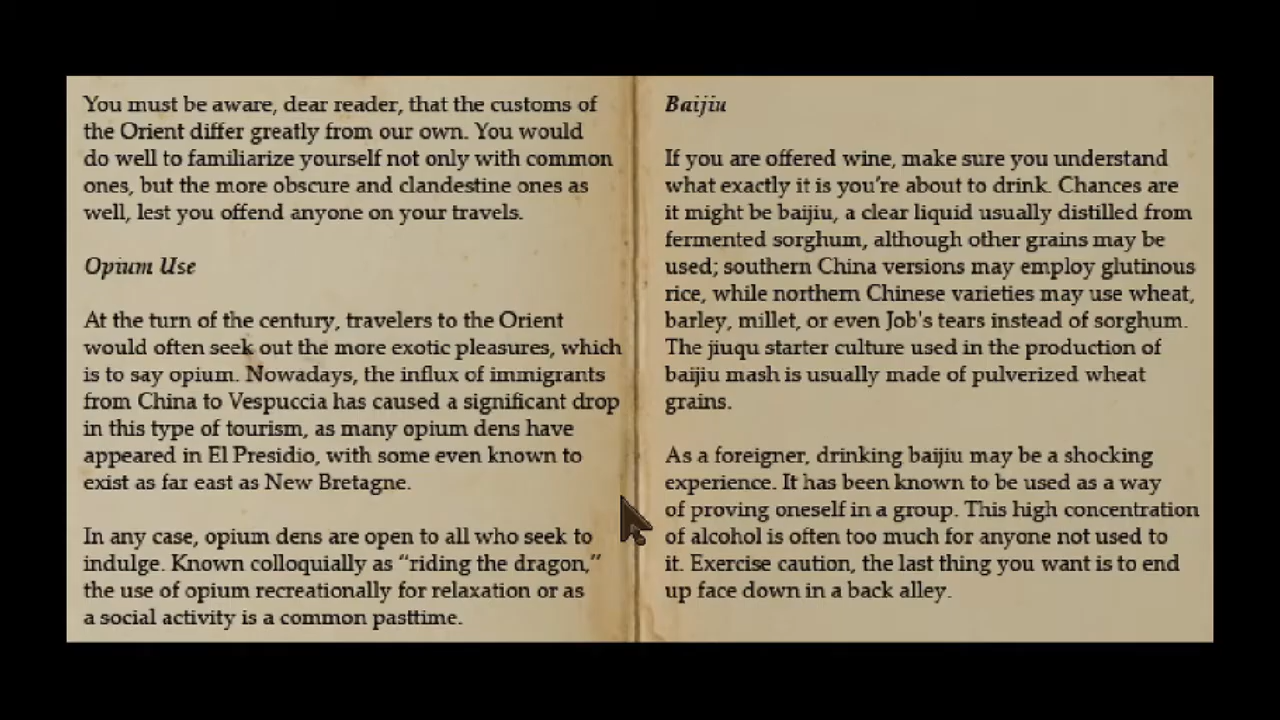 You must be aware, dear reader, that the customs of
the Orient differ greatly from our own. You would
do well to familiarize yourself not only with common
ones, but the more obscure and clandestine ones as
well, lest you offend anyone on your travels.
Opium Use
At the turn of the century, travelers to the Orient
would often seek out the more exotic pleasures, which
is to say opium. Nowadays, the influx of immigrants
from China to Vespuccia has caused a significant drop
in this type of tourism, as many opium dens have
appeared in El Presidio, with some even known to
exist as far east as New Bretagne.
In any case, opium dens are open to all who seek to
indulge. Known colloquially as “riding the dragon,”
the use of opium recreationally for relaxation or as
a social activity is a common pasttime.
Baijiu
If you are offered wine, make sure you understand
what exactly it is you’re about to drink. Chances are
it might be baijiu, a clear liquid usually distilled from
fermented sorghum, although other grains may be
used; southern China versions may employ glutinous
rice, while northern Chinese varieties may use wheat,
barley, millet, or even Job's tears instead of sorghum.
The jiuqu starter culture used in the production of
baijiu mash is usually made of pulverized wheat
grains.
As a foreigner, drinking baijiu may be a shocking
experience. It has been known to be used as a way
of proving oneself in a group. This high concentration
of alcohol is often too much for anyone not used to
it. Exercise caution, the last thing you want is to end
up face down in a back alley.